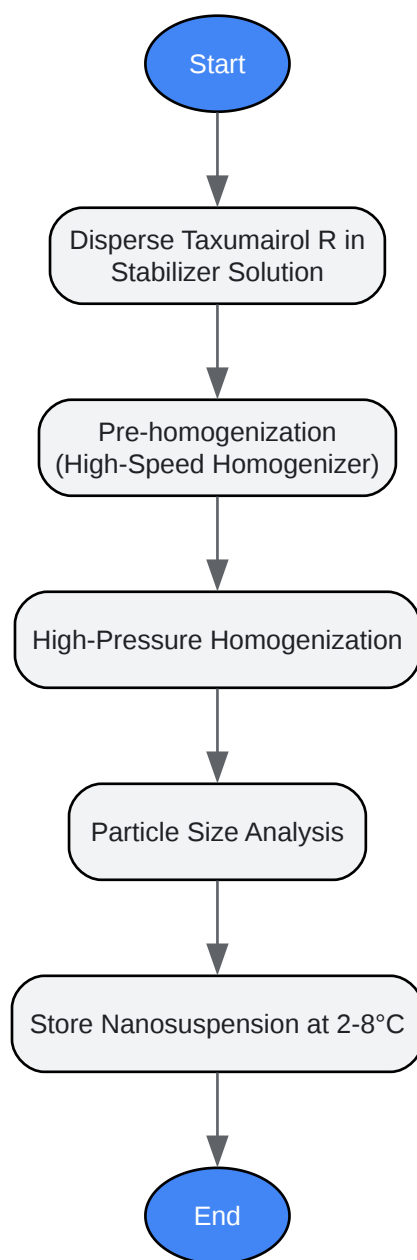 Start
Disperse Taxumairol R in
Stabilizer Solution
Pre-homogenization
(High-Speed Homogenizer)
High-Pressure Homogenization
Particle Size Analysis
Store Nanosuspension at 2-8°C
End